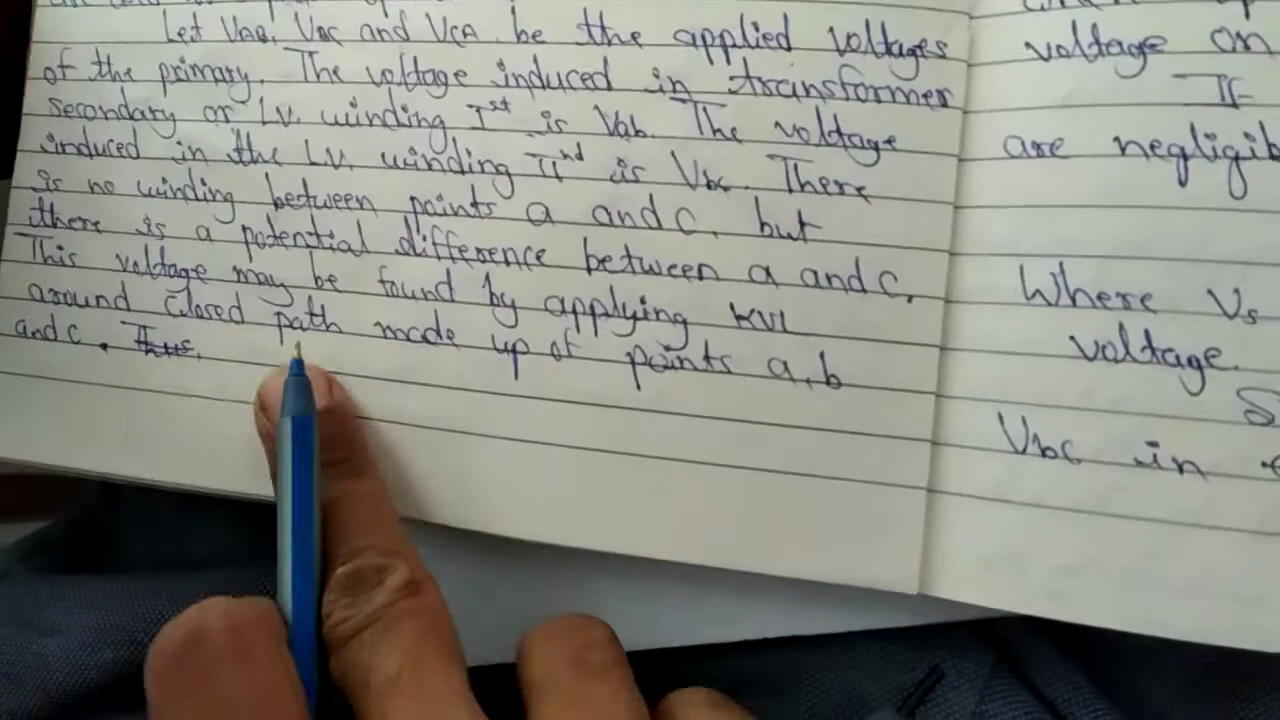 Let VAB, VBC and VCA be the applied voltages
of the primary. The voltage induced in transformer
secondary or L.V. winding Ist is Vab. The voltage
induced in the L.V. winding IInd is Vbc. There
is no winding between points a and c, but
there is a potential difference between a and c.
This voltage may be found by applying KVL
around closed path made up of points a, b
and c.
voltage on
If
are negligib
Where Vs
voltage.
S
Vbc in